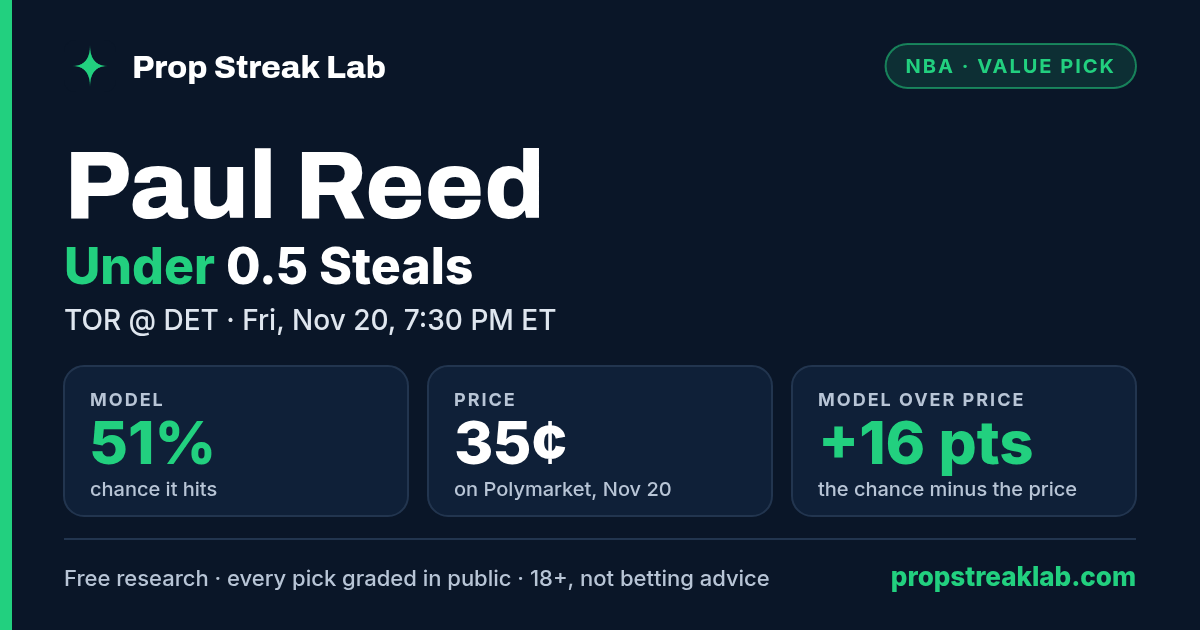 Prop Streak Lab
NBA · VALUE PICK
Paul Reed
Under 0.5 Steals
TOR @ DET · Fri, Nov 20, 7:30 PM ET
MODEL
51%
chance it hits
PRICE
35¢
on Polymarket, Nov 20
MODEL OVER PRICE
+16 pts
the chance minus the price
Free research · every pick graded in public · 18+, not betting advice
propstreaklab.com